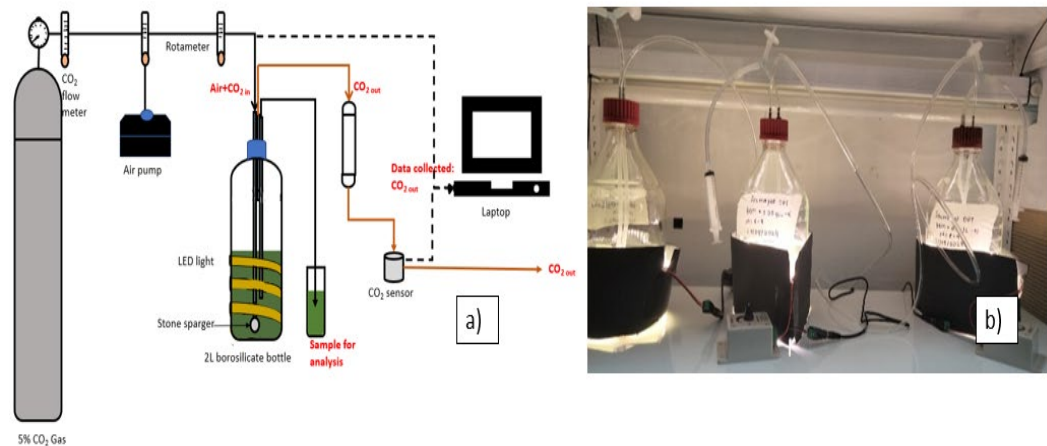 Rotameter
CO2
flow
meter
Air+CO2 in
CO2 out
Air pump
Data collected:
CO2 out
Laptop
LED light
CO2 sensor
CO2 out
a)
b)
Stone sparger
2L borosilicate bottle
Sample for
analysis
5% CO2 Gas